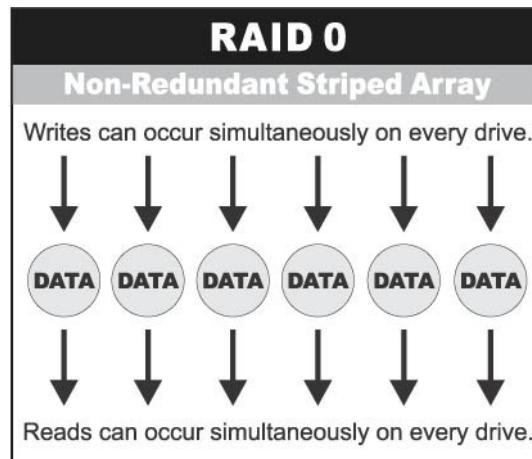 RAID 0
Non-Redundant Striped Array
Writes can occur simultaneously on every drive.
DATA DATA DATA DATA DATA DATA
Reads can occur simultaneously on every drive.